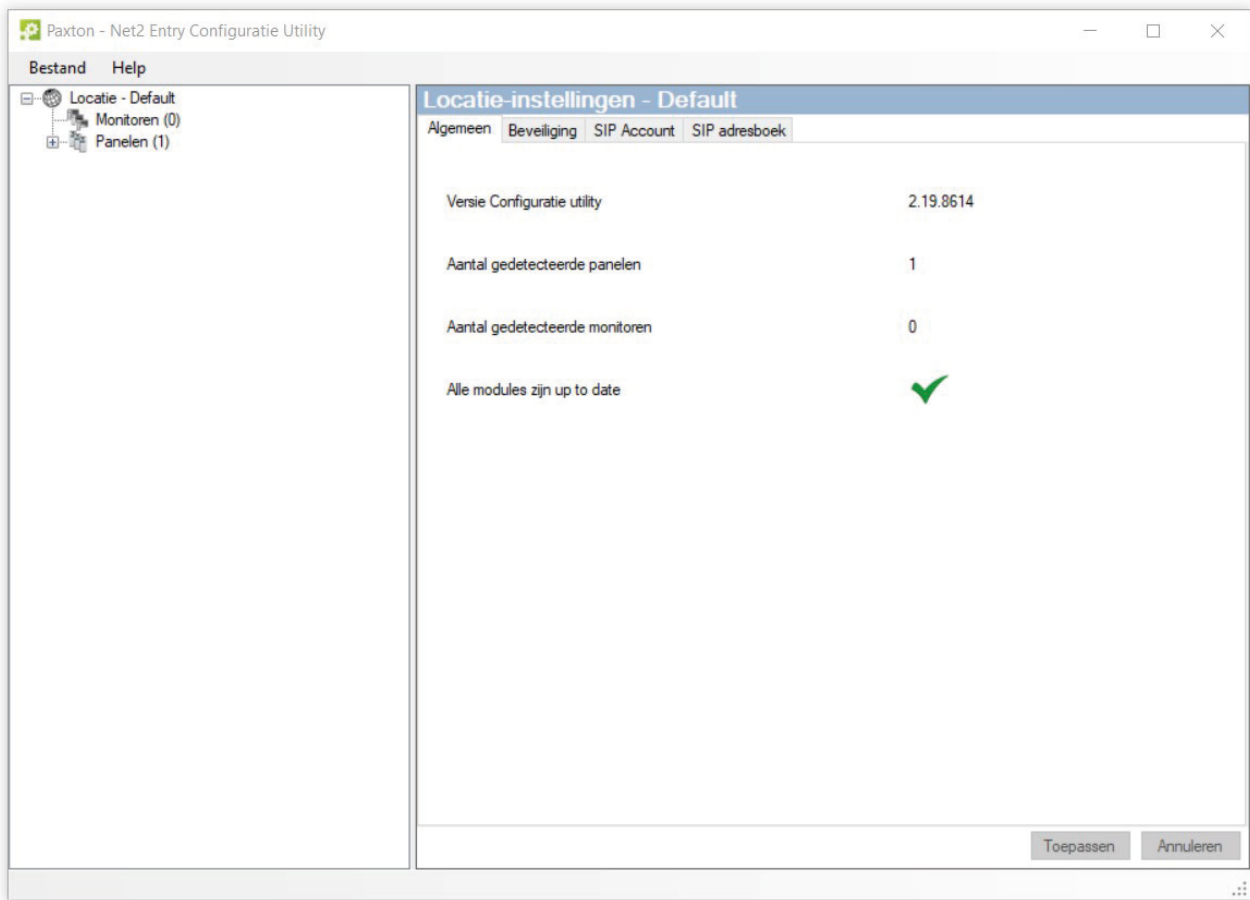 Paxton - Net2 Entry Configuratie Utility
Bestand Help
Locatie - Default
Monitoren (0)
Panelen (1)
Locatie-instellingen - Default
Algemeen Beveiliging SIP Account SIP adresboek
Versie Configuratie utility 2.19.8614
Aantal gedetecteerde panelen 1
Aantal gedetecteerde monitoren 0
Alle modules zijn up to date
Toepassen Annuleren